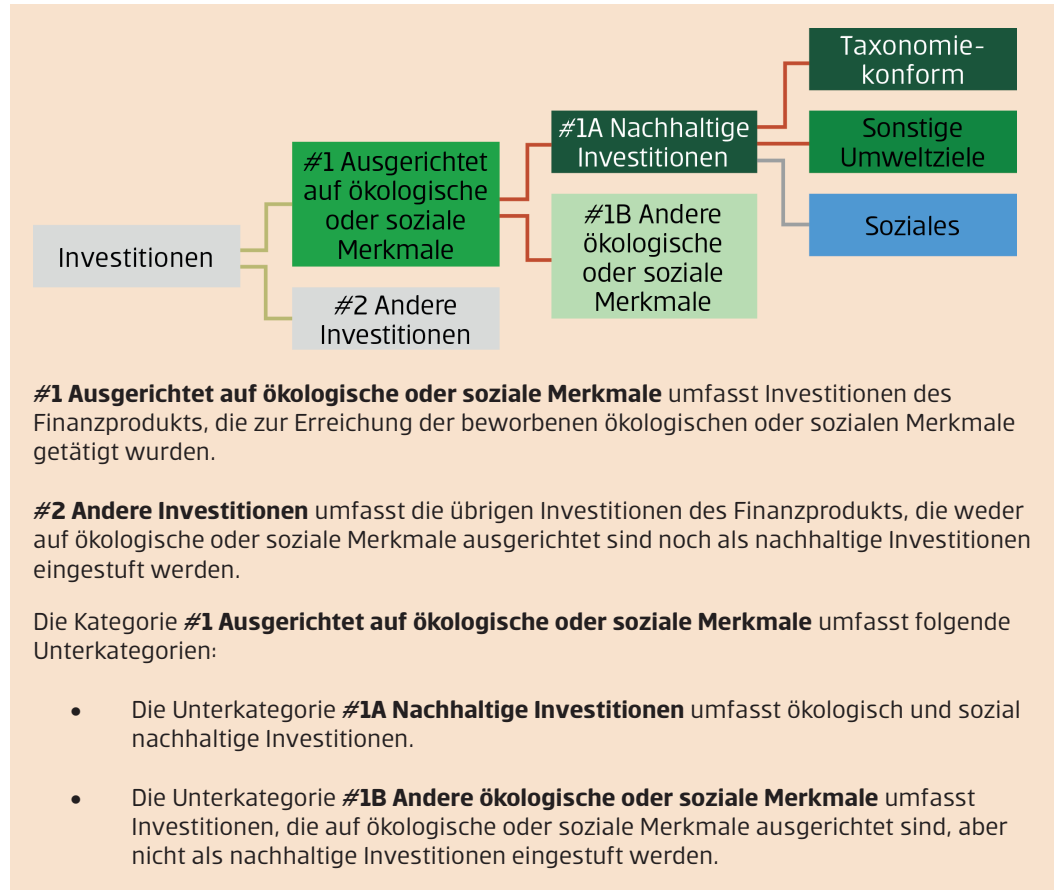 Taxonomie-
konform
#1A Nachhaltige
Investitionen
Sonstige
Umweltziele
#1 Ausgerichtet
auf ökologische
oder soziale
Merkmale
#1B Andere
ökologische
oder soziale
Merkmale
Soziales
Investitionen
#2 Andere
Investitionen
#1 Ausgerichtet auf ökologische oder soziale Merkmale umfasst Investitionen des
Finanzprodukts, die zur Erreichung der beworbenen ökologischen oder sozialen Merkmale
getätigt wurden.
#2 Andere Investitionen umfasst die übrigen Investitionen des Finanzprodukts, die weder
auf ökologische oder soziale Merkmale ausgerichtet sind noch als nachhaltige Investitionen
eingestuft werden.
Die Kategorie #1 Ausgerichtet auf ökologische oder soziale Merkmale umfasst folgende
Unterkategorien:
• Die Unterkategorie #1A Nachhaltige Investitionen umfasst ökologisch und sozial
nachhaltige Investitionen.
• Die Unterkategorie #1B Andere ökologische oder soziale Merkmale umfasst
Investitionen, die auf ökologische oder soziale Merkmale ausgerichtet sind, aber
nicht als nachhaltige Investitionen eingestuft werden.